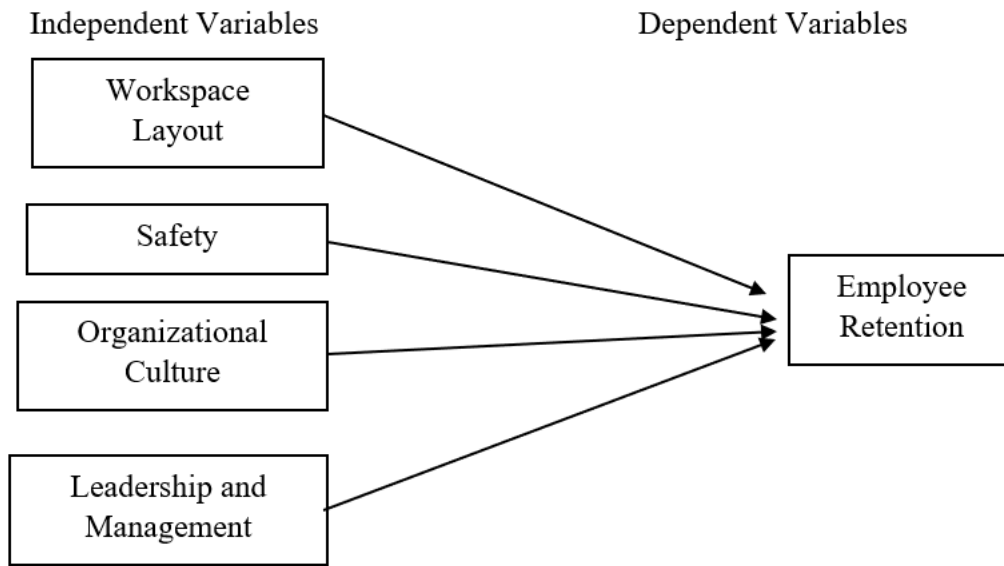 Independent Variables
Dependent Variables
Workspace
Layout
Safety
Organizational
Culture
Leadership and
Management
Employee
Retention